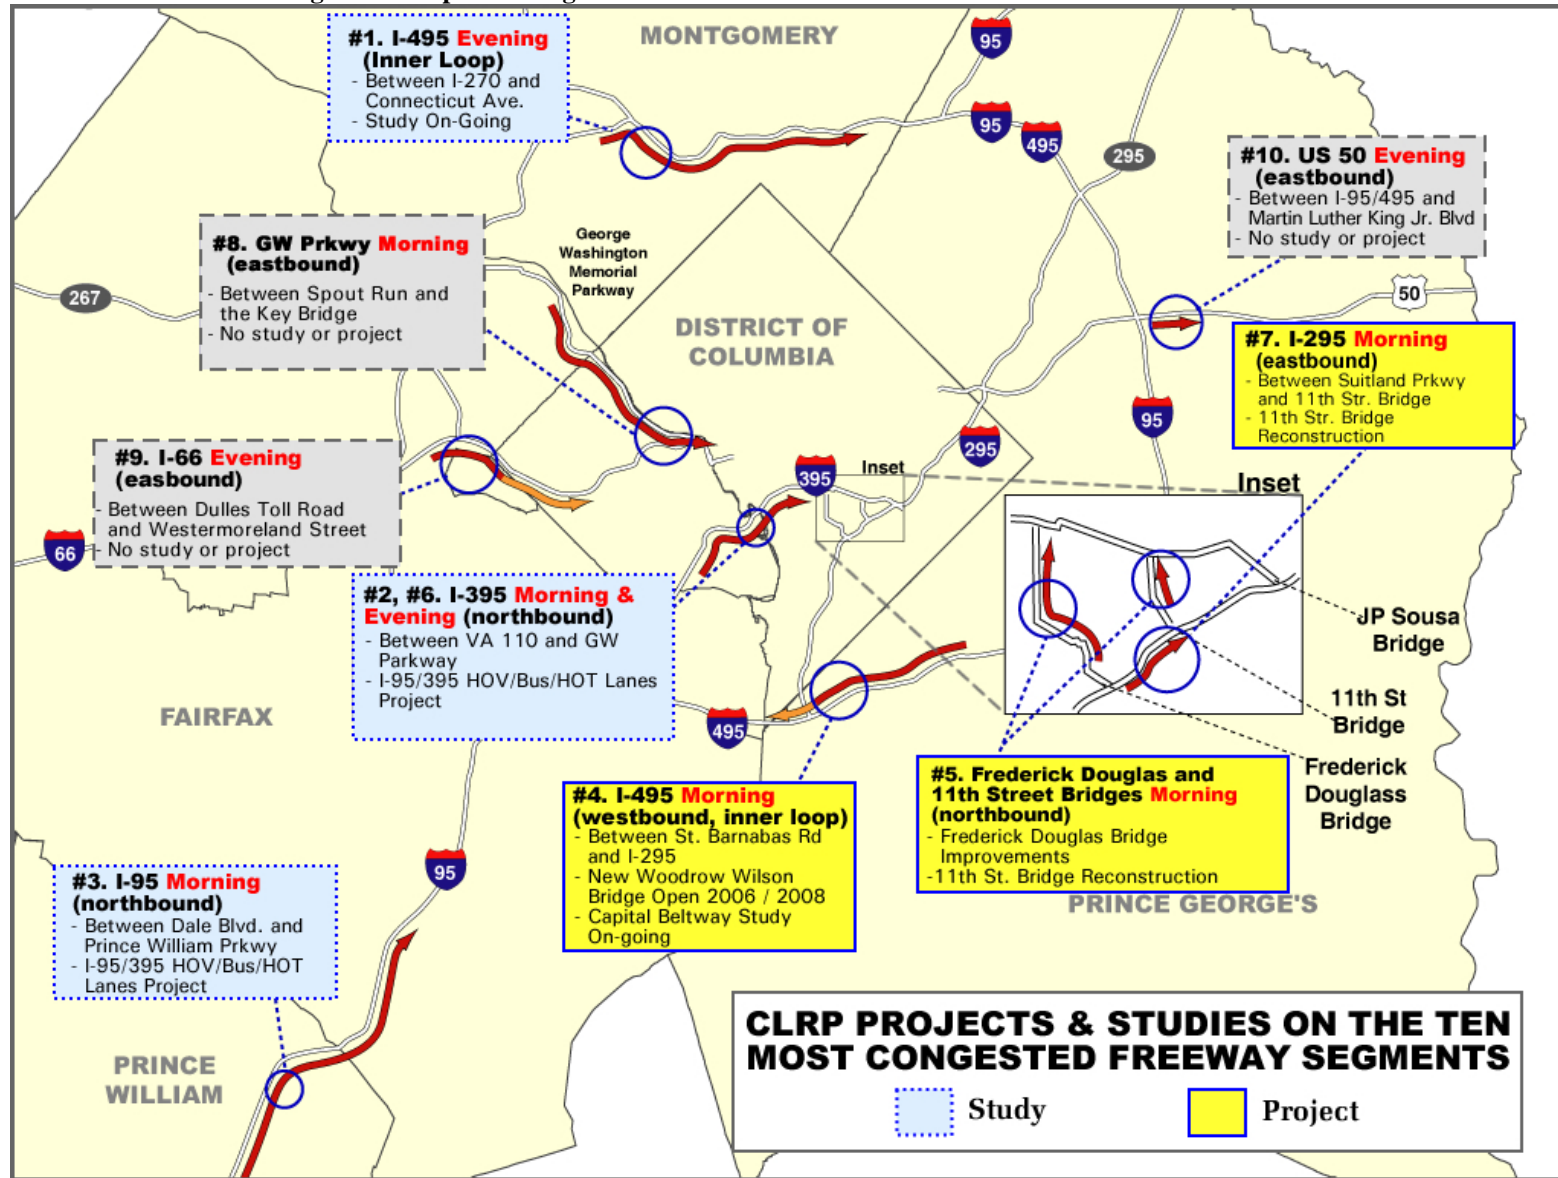 #1. I-495 Evening
(Inner Loop)
- Between I-270 and
Connecticut Ave.
- Study On-Going
MONTGOMERY
95
95
495
295
#10. US 50 Evening
(eastbound)
- Between I-95/495 and
Martin Luther King Jr. Blvd
- No study or project
#8. GW Prkwy Morning
(eastbound)
- Between Spout Run and
the Key Bridge
- No study or project
George
Washington
Memorial
Parkway
267
50
DISTRICT OF
COLUMBIA
#7. I-295 Morning
(eastbound)
- Between Suitland Prkwy
and 11th Str. Bridge
- 11th Str. Bridge
Reconstruction
95
295
#9. I-66 Evening
(easbound)
- Between Dulles Toll Road
and Westermoreland Street
- No study or project
66
395
Inset
Inset
#2, #6. I-395 Morning &
Evening (northbound)
- Between VA 110 and GW
Parkway
- I-95/395 HOV/Bus/HOT Lanes
Project
JP Sousa
Bridge
11th St
Bridge
Frederick
Douglass
Bridge
FAIRFAX
495
#4. I-495 Morning
(westbound, inner loop)
- Between St. Barnabas Rd
and I-295
- New Woodrow Wilson
Bridge Open 2006 / 2008
- Capital Beltway Study
On-going
#5. Frederick Douglas and
11th Street Bridges Morning
(northbound)
- Frederick Douglas Bridge
Improvements
-11th St. Bridge Reconstruction
PRINCE GEORGE'S
95
#3. I-95 Morning
(northbound)
- Between Dale Blvd. and
Prince William Prkwy
- I-95/395 HOV/Bus/HOT
Lanes Project
PRINCE
WILLIAM
CLRP PROJECTS & STUDIES ON THE TEN
MOST CONGESTED FREEWAY SEGMENTS
Study
Project